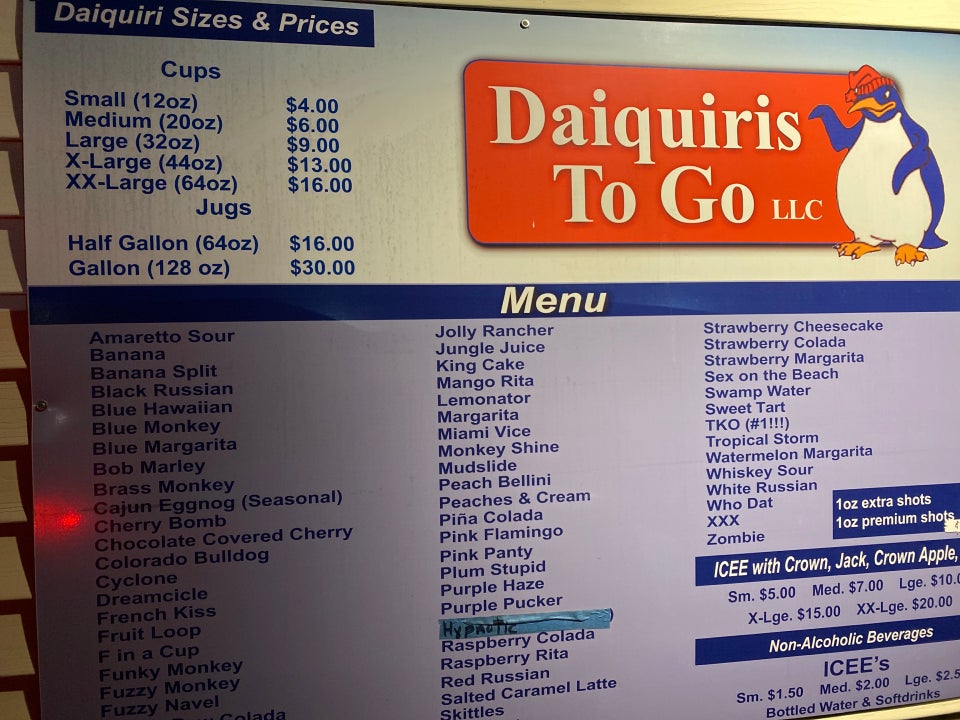 Daiquiri Sizes & Prices
Cups
Small (12oz) $4.00
Medium (20oz) $6.00
Large (32oz) $9.00
X-Large (44oz) $13.00
XX-Large (64oz) $16.00
Jugs
Half Gallon (64oz) $16.00
Gallon (128 oz) $30.00
Daiquiris
To Go LLC
Menu
Amaretto Sour
Banana
Banana Split
Black Russian
Blue Hawaiian
Blue Monkey
Blue Margarita
Bob Marley
Brass Monkey
Cajun Eggnog (Seasonal)
Cherry Bomb
Chocolate Covered Cherry
Colorado Bulldog
Cyclone
Dreamcicle
French Kiss
Fruit Loop
F in a Cup
Funky Monkey
Fuzzy Monkey
Fuzzy Navel
Colada
Jolly Rancher
Jungle Juice
King Cake
Mango Rita
Lemonator
Margarita
Miami Vice
Monkey Shine
Mudslide
Peach Bellini
Peaches & Cream
Piña Colada
Pink Flamingo
Pink Panty
Plum Stupid
Purple Haze
Purple Pucker
Hypnotic
Raspberry Colada
Raspberry Rita
Red Russian
Salted Caramel Latte
Skittles
Strawberry Cheesecake
Strawberry Colada
Strawberry Margarita
Sex on the Beach
Swamp Water
Sweet Tart
TKO (#1!!!)
Tropical Storm
Watermelon Margarita
Whiskey Sour
White Russian
Who Dat
XXX
Zombie
1oz extra shots
1oz premium shots
ICEE with Crown, Jack, Crown Apple,
Sm. $5.00 Med. $7.00 Lge. $10.0
X-Lge. $15.00 XX-Lge. $20.00
Non-Alcoholic Beverages
ICEE's
Sm. $1.50 Med. $2.00 Lge. $2.5
Bottled Water & Softdrinks